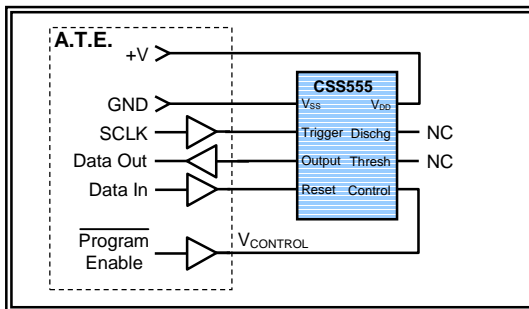 A.T.E.
+V
CSS555
GND
VSS
VDD
SCLK
Trigger
Dischg
NC
Data Out
Output
Thresh
NC
Data In
Reset
Control
Program
Enable
VCONTROL